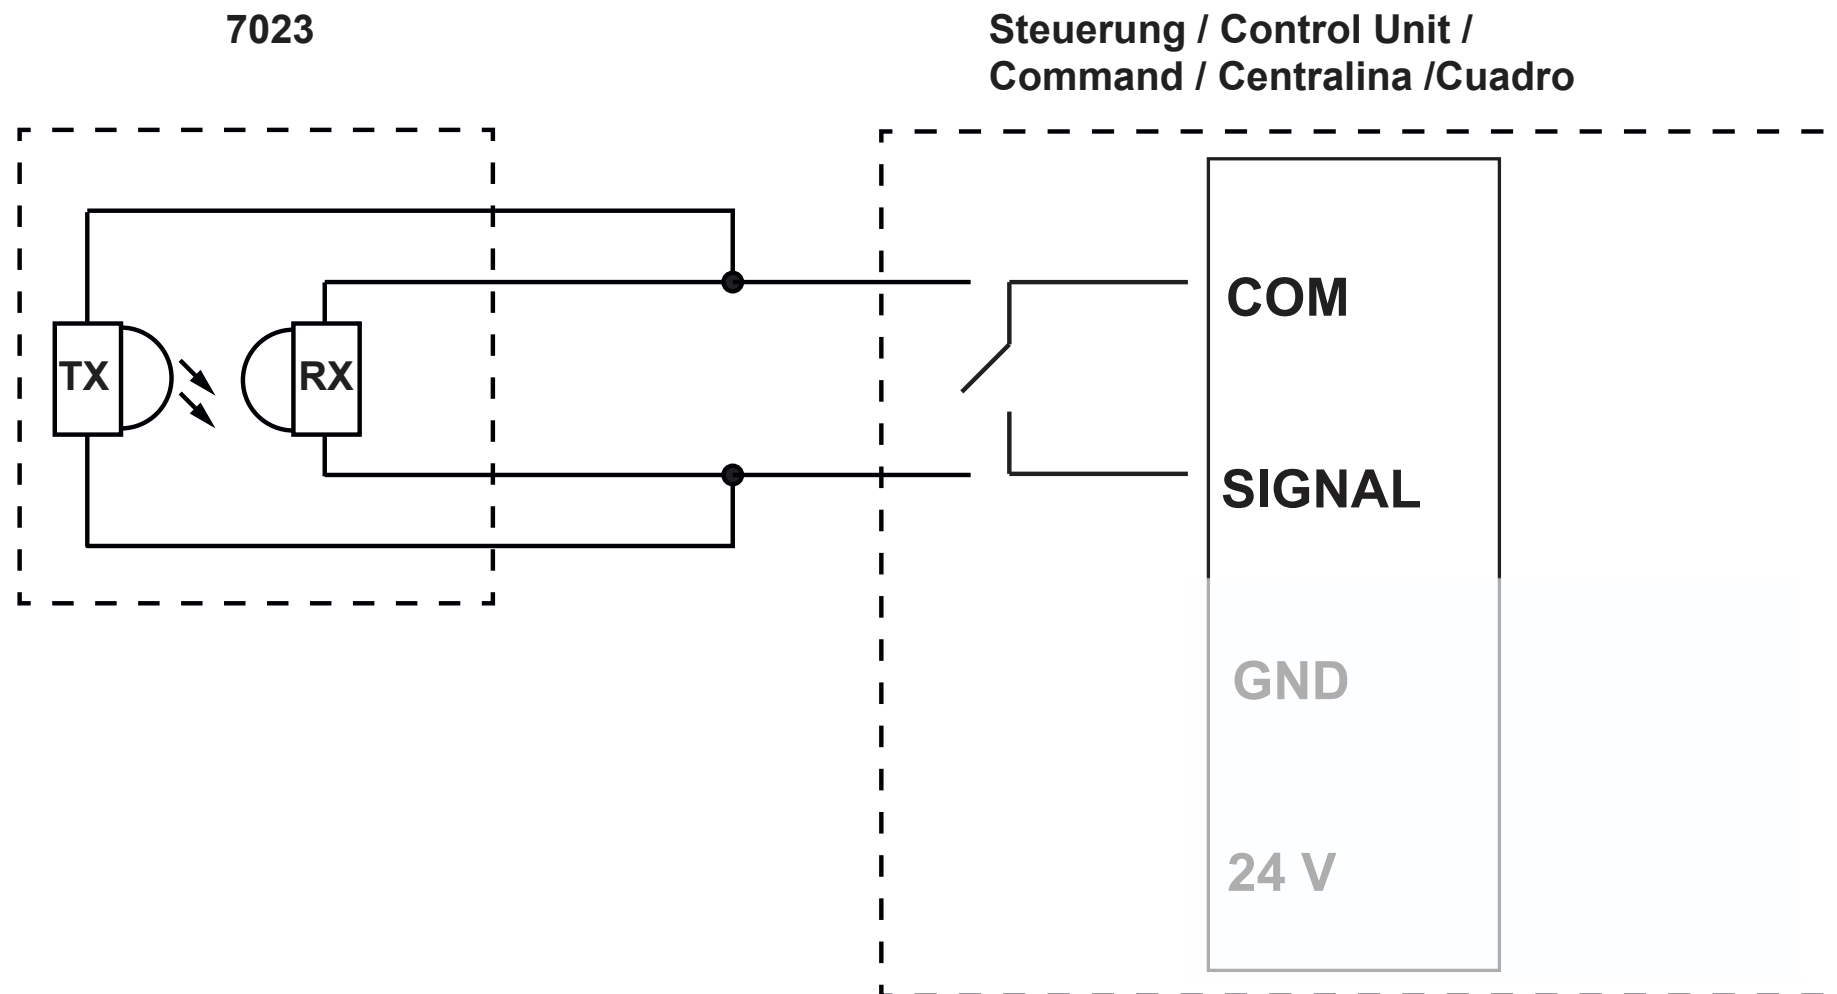 7023
Steuerung / Control Unit /
Command / Centralina /Cuadro
TX
RX
COM
SIGNAL
GND
24 V